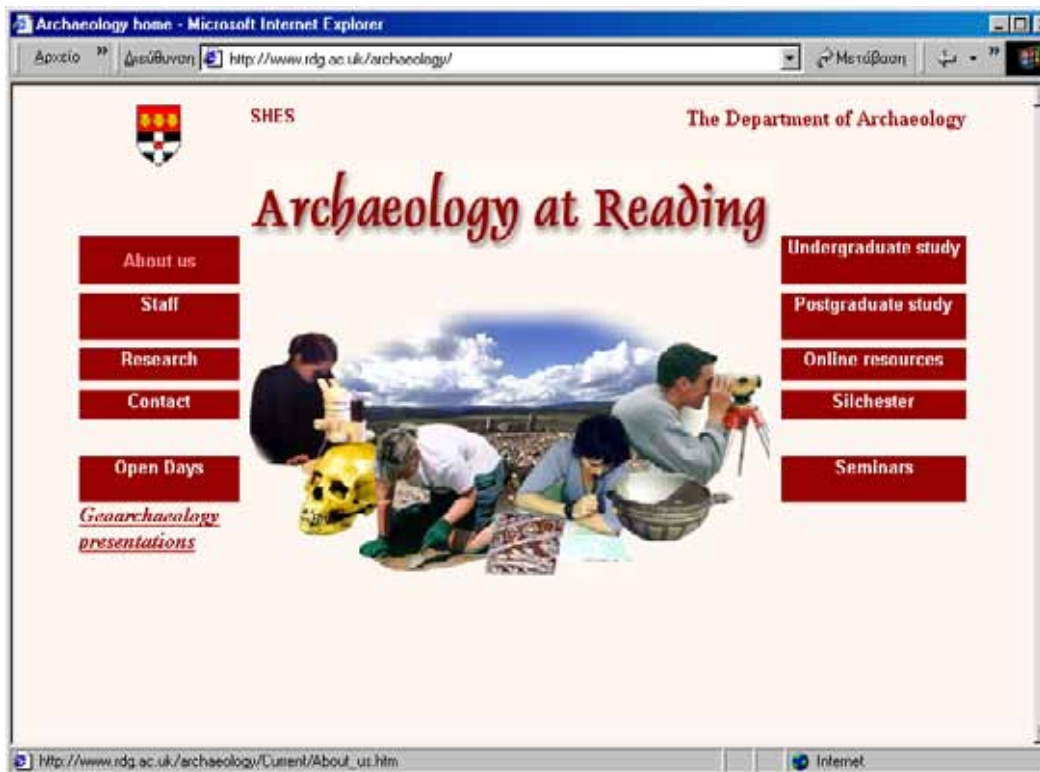 Archaeology home - Microsoft Internet Explorer
Αρχείο » Διεύθυνση http://www.rdg.ac.uk/archaeology/ Μετάβαση »
SHES
The Department of Archaeology
Archaeology at Reading
About us
Staff
Research
Contact
Open Days
Geoarchaeology
presentations
Undergraduate study
Postgraduate study
Online resources
Silchester
Seminars
http://www.rdg.ac.uk/archaeology/Current/About_us.htm Internet